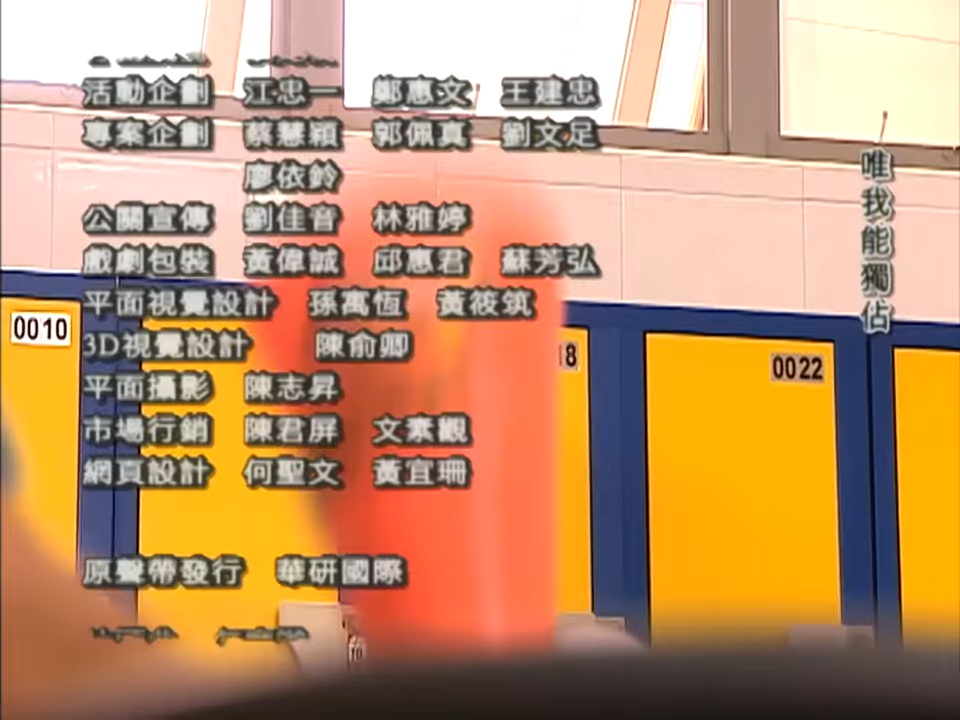 活動企劃 江忠一 鄭惠文 王建忠
專案企劃 蔡慧穎 郭佩真 劉文足
廖依鈴
公關宣傳 劉佳音 林雅婷
戲劇包裝 黃偉誠 邱惠君 蘇芳弘
平面視覺設計 孫萬恆 黃筱筑
3D視覺設計 陳俞卿
平面攝影 陳志昇
市場行銷 陳君屏 文素觀
網頁設計 何聖文 黃宜珊
原聲帶發行 華研國際
唯我能獨佔
0010
8
0022